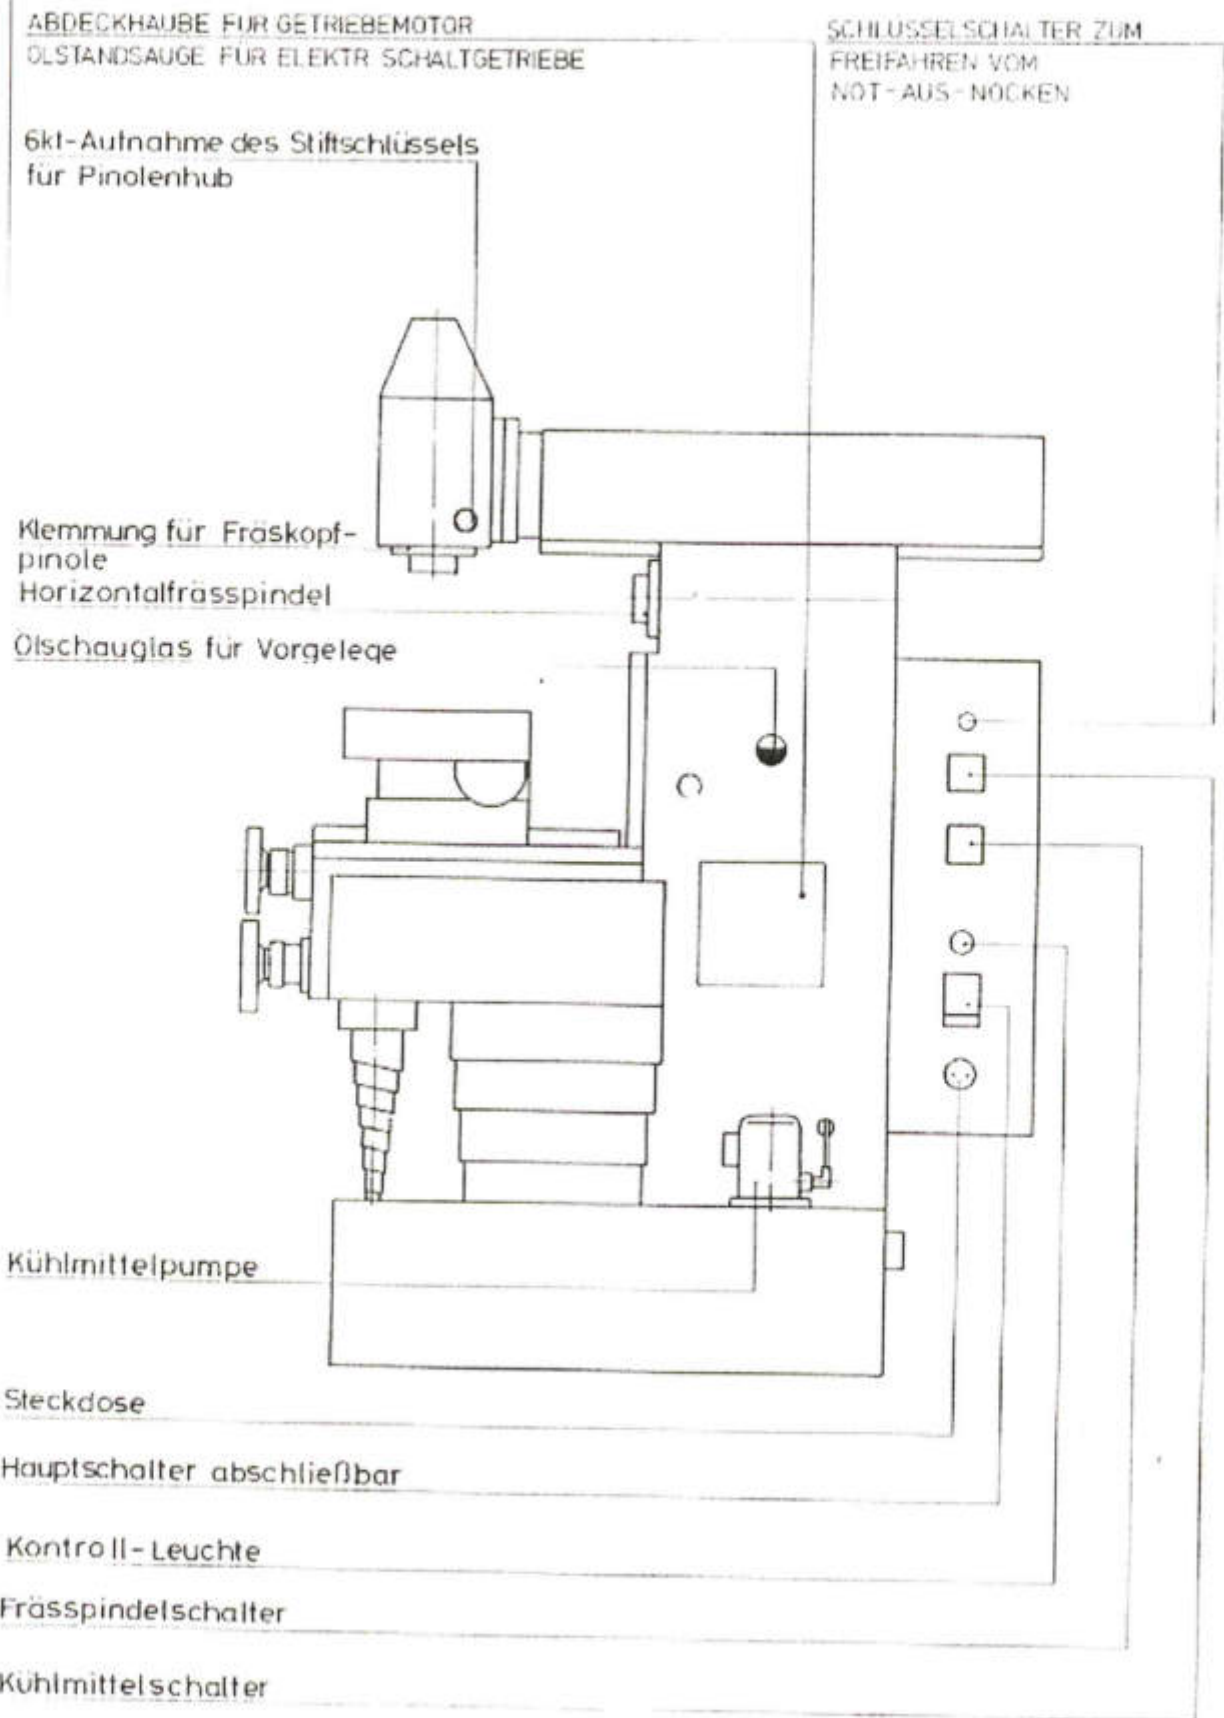 ABDECKHAUBE FÜR GETRIEBEMOTOR
ÖLSTANDSAUGE FÜR ELEKTR SCHALTGETRIEBE
SCHLÜSSELSCHALTER ZUM
FREIFAHREN VOM
NOT-AUS-NOCKEN
6kt-Aufnahme des Stiftschlüssels
für Pinolenhub
Klemmung für Fräskopf-
pinole
Horizontalfrässpindel
Ölschauglas für Vorgelege
Kühlmittelpumpe
Steckdose
Hauptschalter abschließbar
Kontroll-Leuchte
Frässpindelschalter
Kühlmittelschalter